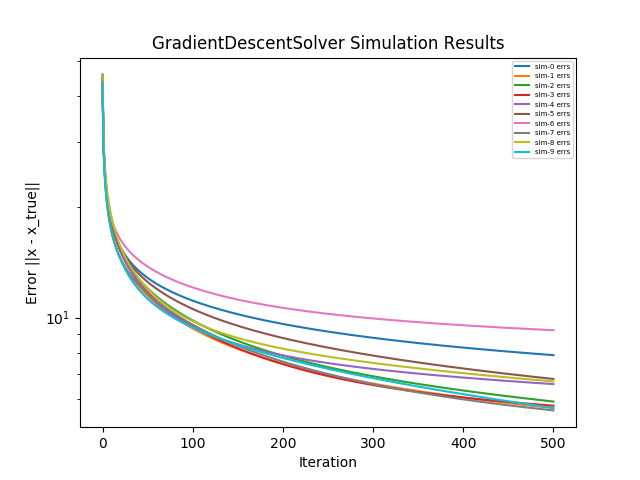 GradientDescentSolver Simulation Results
sim-0 errs
sim-1 errs
sim-2 errs
sim-3 errs
sim-4 errs
sim-5 errs
sim-6 errs
sim-7 errs
sim-8 errs
sim-9 errs
Error ||x - x_true||
10¹
0 100 200 300 400 500
Iteration